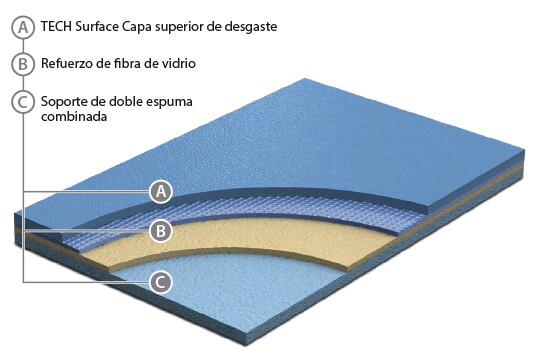 A TECH Surface Capa superior de desgaste
B Refuerzo de fibra de vidrio
C Soporte de doble espuma
combinada
A
B
C